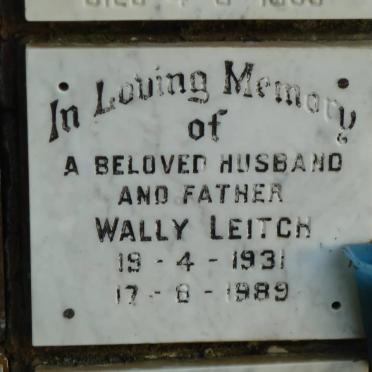 In Loving Memory
of
A BELOVED HUSBAND
AND FATHER
WALLY LEITCH
19 - 4 - 1931
17 - 8 - 1989